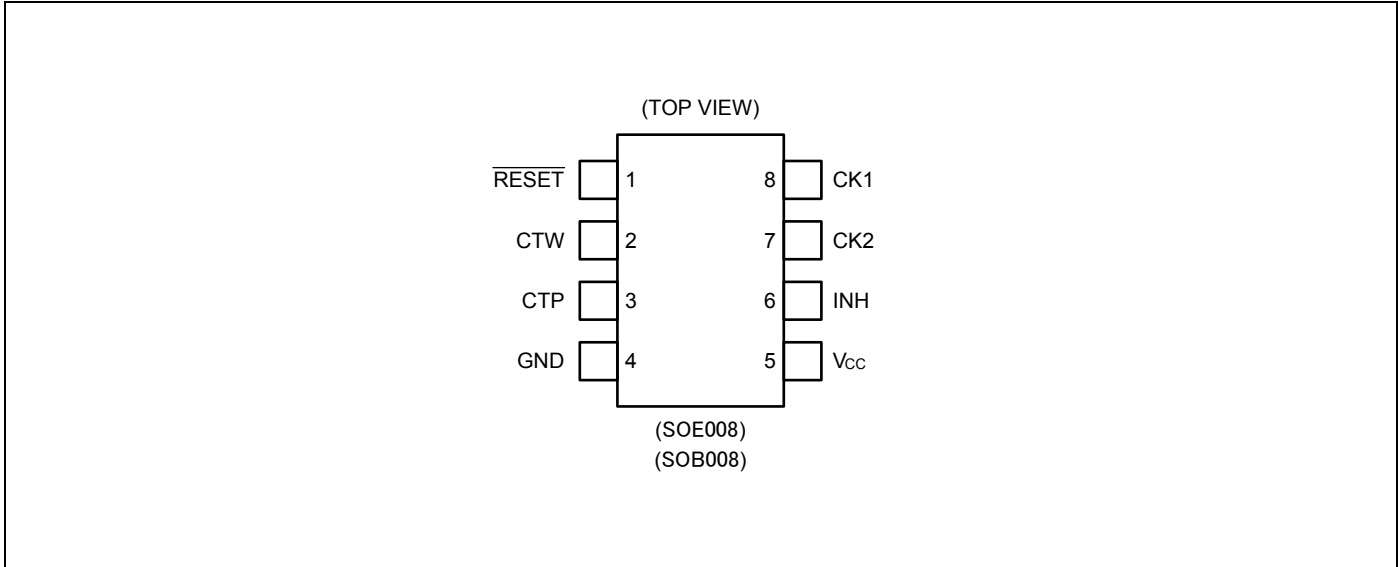 (TOP VIEW)
RESET 1 8 CK1
CTW 2 7 CK2
CTP 3 6 INH
GND 4 5 VCC
(SOE008)
(SOB008)